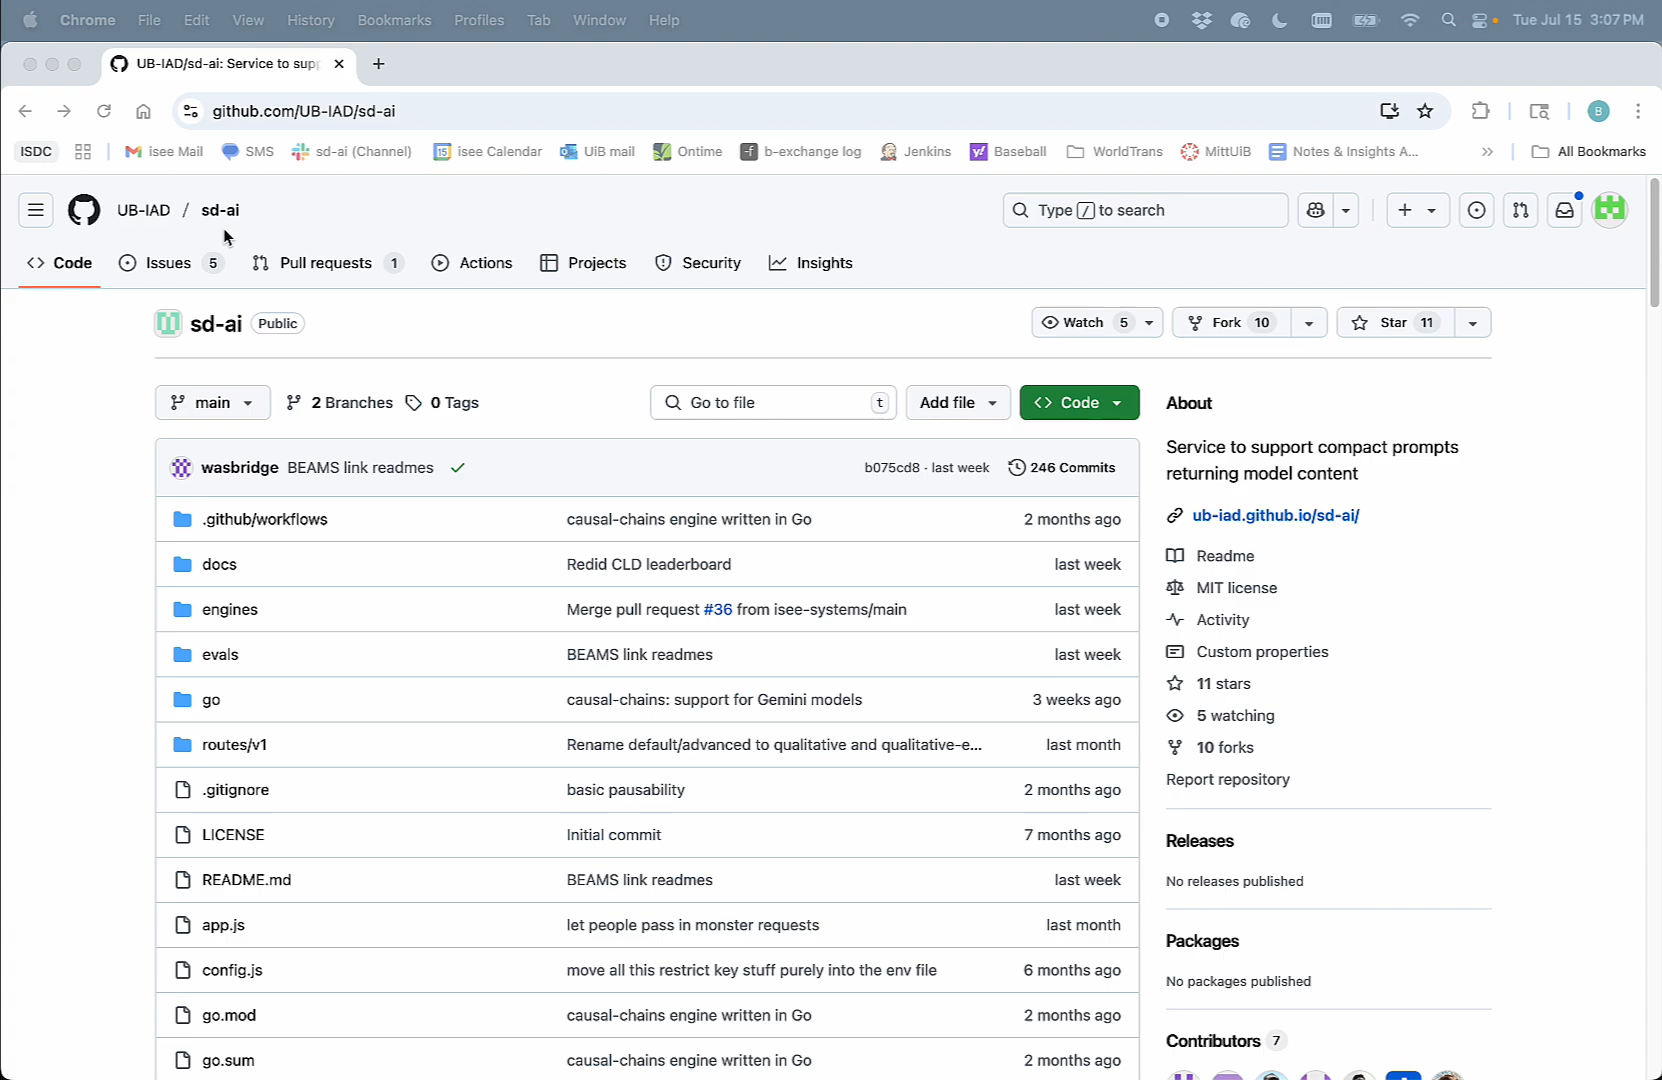 Chrome File Edit View History Bookmarks Profiles Tab Window Help Tue Jul 15 3:07 PM
UB-IAD/sd-ai: Service to supp
github.com/UB-IAD/sd-ai B
ISDC isee Mail SMS sd-ai (Channel) 15 isee Calendar UiB mail Ontime b-exchange log Jenkins Baseball WorldTrans MittUiB Notes & Insights A... » All Bookmarks
UB-IAD / sd-ai Type / to search
Code Issues 5 Pull requests 1 Actions Projects Security Insights
sd-ai Public Watch 5 Fork 10 Star 11
main 2 Branches 0 Tags Go to file t Add file Code About
Service to support compact prompts
returning model content
wasbridge BEAMS link readmes b075cd8 · last week 246 Commits
ub-iad.github.io/sd-ai/
.github/workflows causal-chains engine written in Go 2 months ago
Readme
docs Redid CLD leaderboard last week
MIT license
engines Merge pull request #36 from isee-systems/main last week
Activity
evals BEAMS link readmes last week
Custom properties
go causal-chains: support for Gemini models 3 weeks ago
11 stars
5 watching
routes/v1 Rename default/advanced to qualitative and qualitative-e... last month
10 forks
Report repository
.gitignore basic pausability 2 months ago
LICENSE Initial commit 7 months ago
Releases
README.md BEAMS link readmes last week
No releases published
app.js let people pass in monster requests last month
Packages
config.js move all this restrict key stuff purely into the env file 6 months ago
No packages published
go.mod causal-chains engine written in Go 2 months ago
Contributors 7
go.sum causal-chains engine written in Go 2 months ago